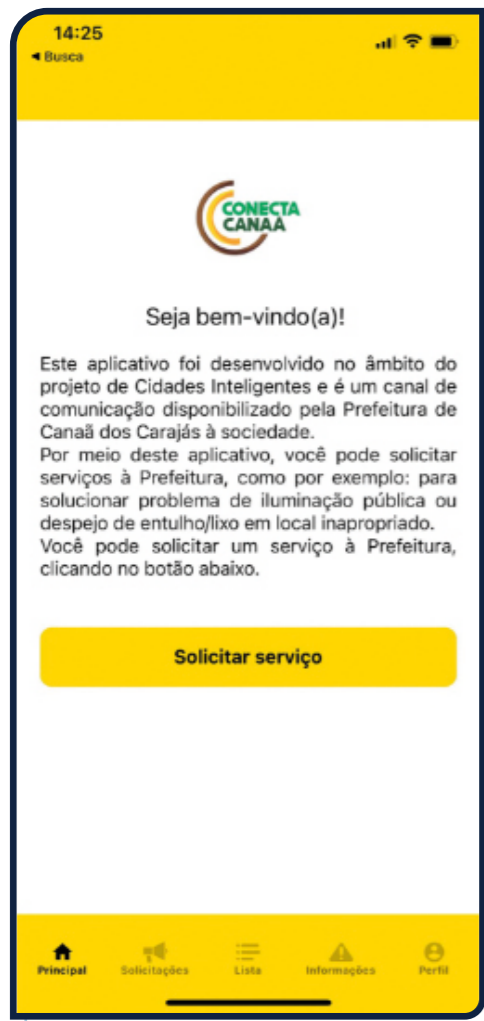 14:25
◀ Busca
CONECTA
CANAÃ
Seja bem-vindo(a)!
Este aplicativo foi desenvolvido no âmbito do
projeto de Cidades Inteligentes e é um canal de
comunicação disponibilizado pela Prefeitura de
Canaã dos Carajás à sociedade.
Por meio deste aplicativo, você pode solicitar
serviços à Prefeitura, como por exemplo: para
solucionar problema de iluminação pública ou
despejo de entulho/lixo em local inapropriado.
Você pode solicitar um serviço à Prefeitura,
clicando no botão abaixo.
Solicitar serviço
Principal Solicitações Lista Informações Perfil